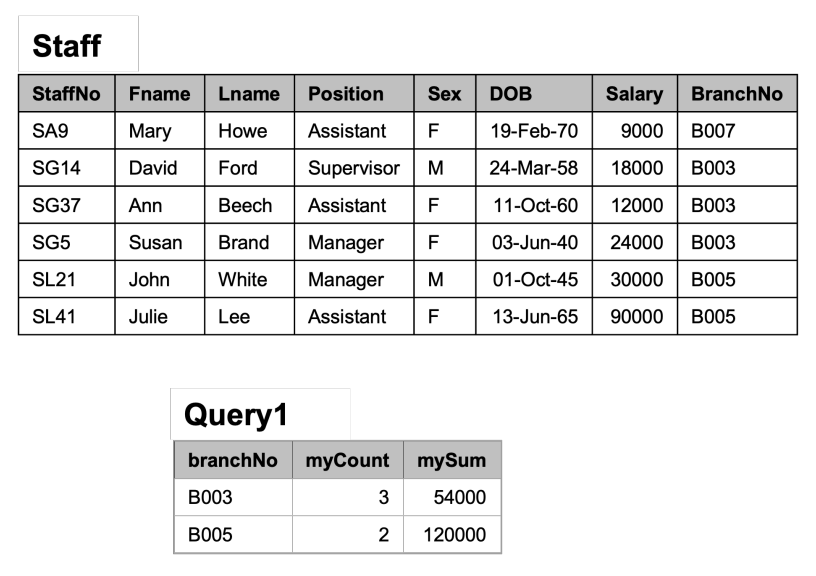 Staff
StaffNo Fname Lname Position Sex DOB Salary BranchNo
SA9 Mary Howe Assistant F 19-Feb-70 9000 B007
SG14 David Ford Supervisor M 24-Mar-58 18000 B003
SG37 Ann Beech Assistant F 11-Oct-60 12000 B003
SG5 Susan Brand Manager F 03-Jun-40 24000 B003
SL21 John White Manager M 01-Oct-45 30000 B005
SL41 Julie Lee Assistant F 13-Jun-65 90000 B005
Query1
branchNo myCount mySum
B003 3 54000
B005 2 120000